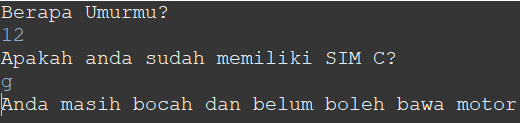 Berapa Umurmu?
12
Apakah anda sudah memiliki SIM C?
g
Anda masih bocah dan belum boleh bawa motor